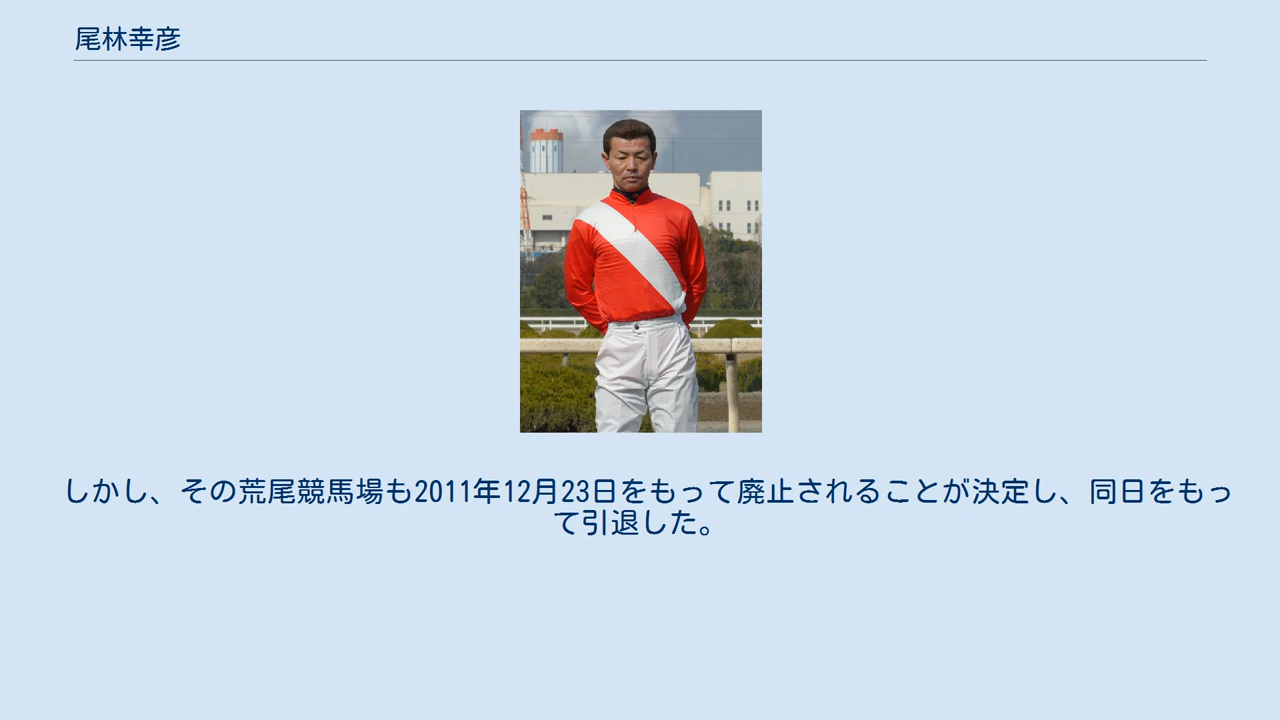 尾林幸彦
しかし、その荒尾競馬場も2011年12月23日をもって廃止されることが決定し、同日をもっ
て引退した。